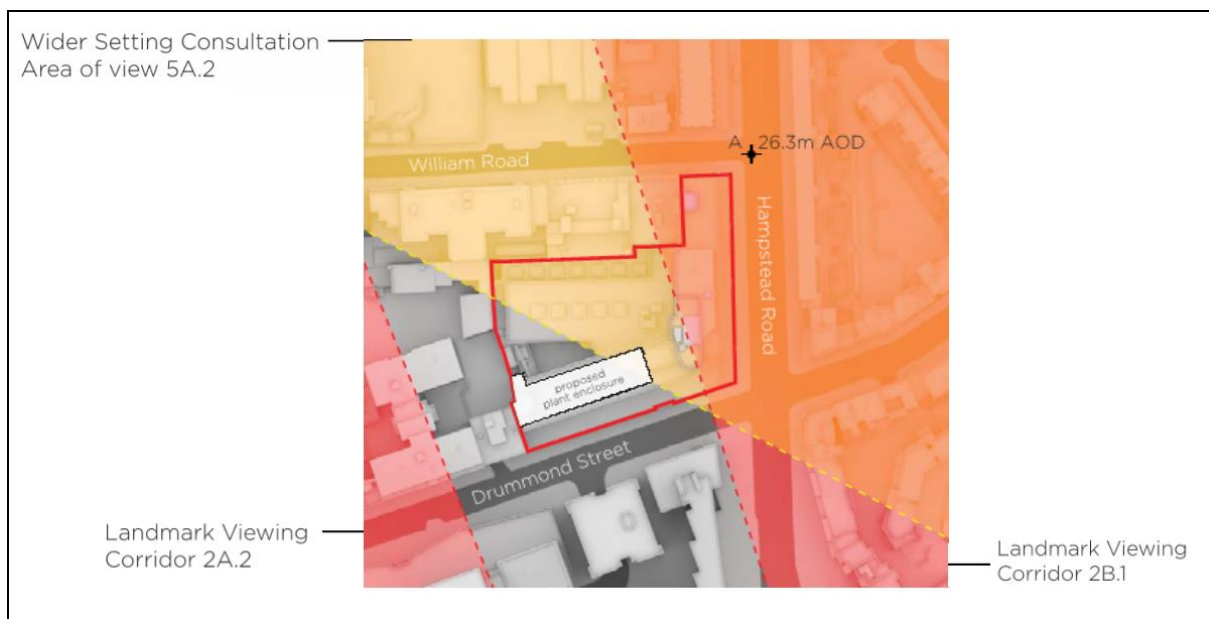 Wider Setting Consultation
Area of view 5A.2
A 26.3m AOD
William Road
Hampstead Road
proposed
plant enclosure
Drummond Street
Landmark Viewing
Corridor 2A.2
Landmark Viewing
Corridor 2B.1